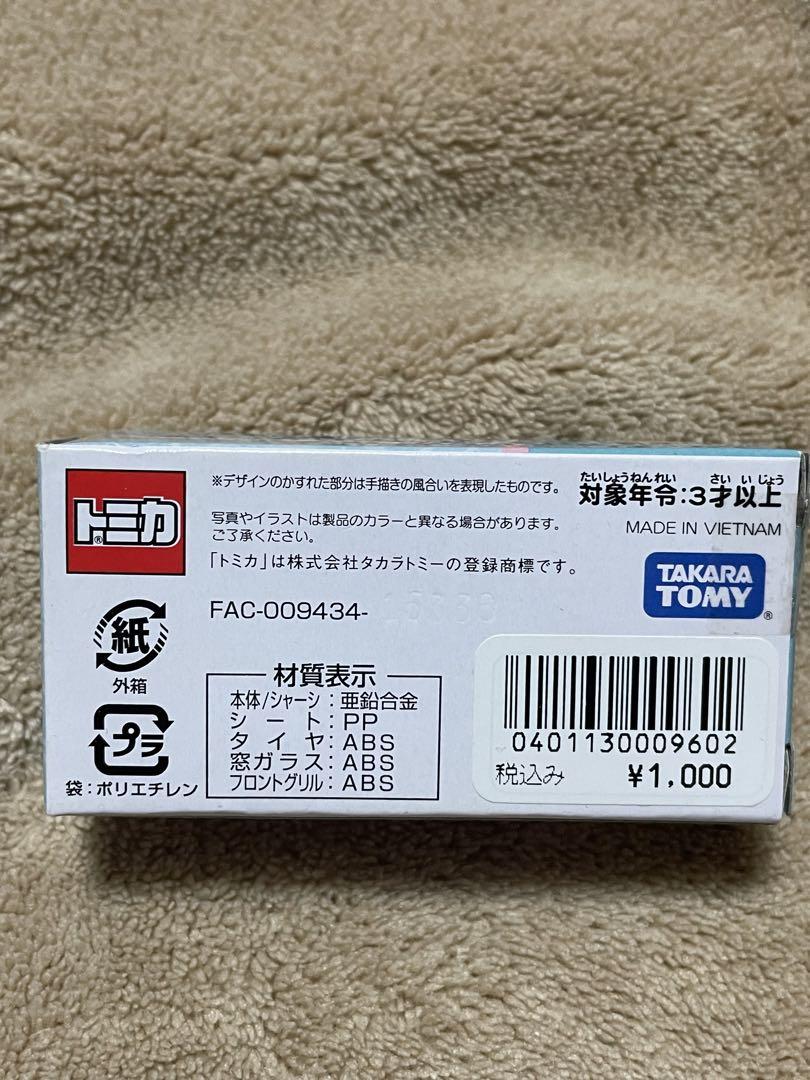 トミカ®
※デザインのかすれた部分は手描きの風合いを表現したものです。
写真やイラストは製品のカラーと異なる場合があります。
ご了承ください。
「トミカ」は株式会社タカラトミーの登録商標です。
たいしょうねんれい さいいじょう
対象年令:3才以上
MADE IN VIETNAM
TAKARA
TOMY®
FAC-009434-
紙
外箱
プラ
袋:ポリエチレン
材質表示
本体/シャーシ:亜鉛合金
シート:PP
タイヤ:ABS
窓ガラス:ABS
フロントグリル:ABS
0401130009602
税込み ¥1,000